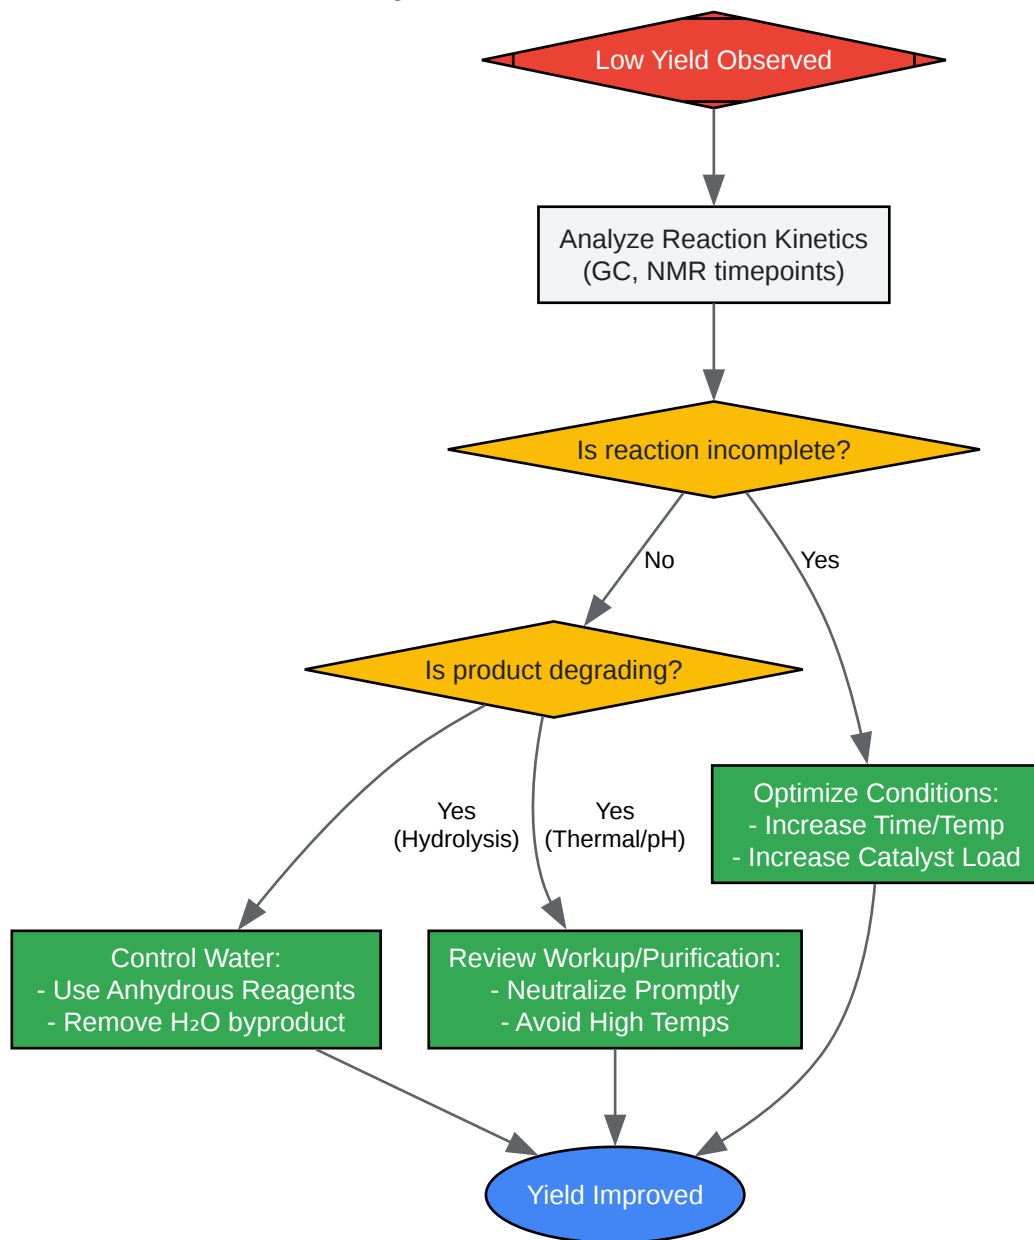 Low Yield Observed
Analyze Reaction Kinetics
(GC, NMR timepoints)
Is reaction incomplete?
No
Yes
Is product degrading?
Yes
(Hydrolysis)
Yes
(Thermal/pH)
Optimize Conditions:
- Increase Time/Temp
- Increase Catalyst Load
Control Water:
- Use Anhydrous Reagents
- Remove H₂O byproduct
Review Workup/Purification:
- Neutralize Promptly
- Avoid High Temps
Yield Improved